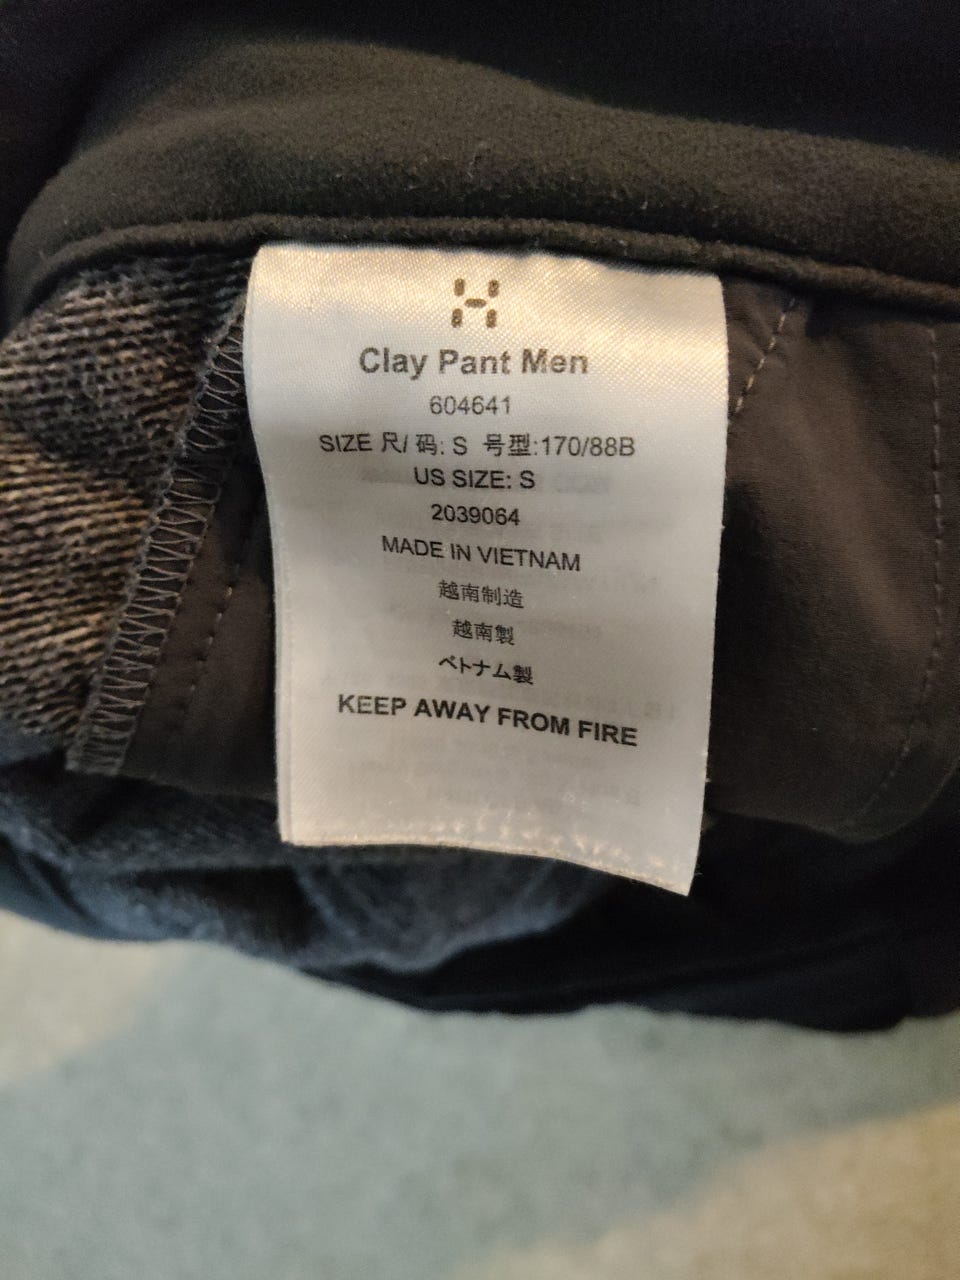 Clay Pant Men
604641
SIZE 尺/ 码: S 号型:170/88B
US SIZE: S
2039064
MADE IN VIETNAM
越南制造
越南製
ベトナム製
KEEP AWAY FROM FIRE